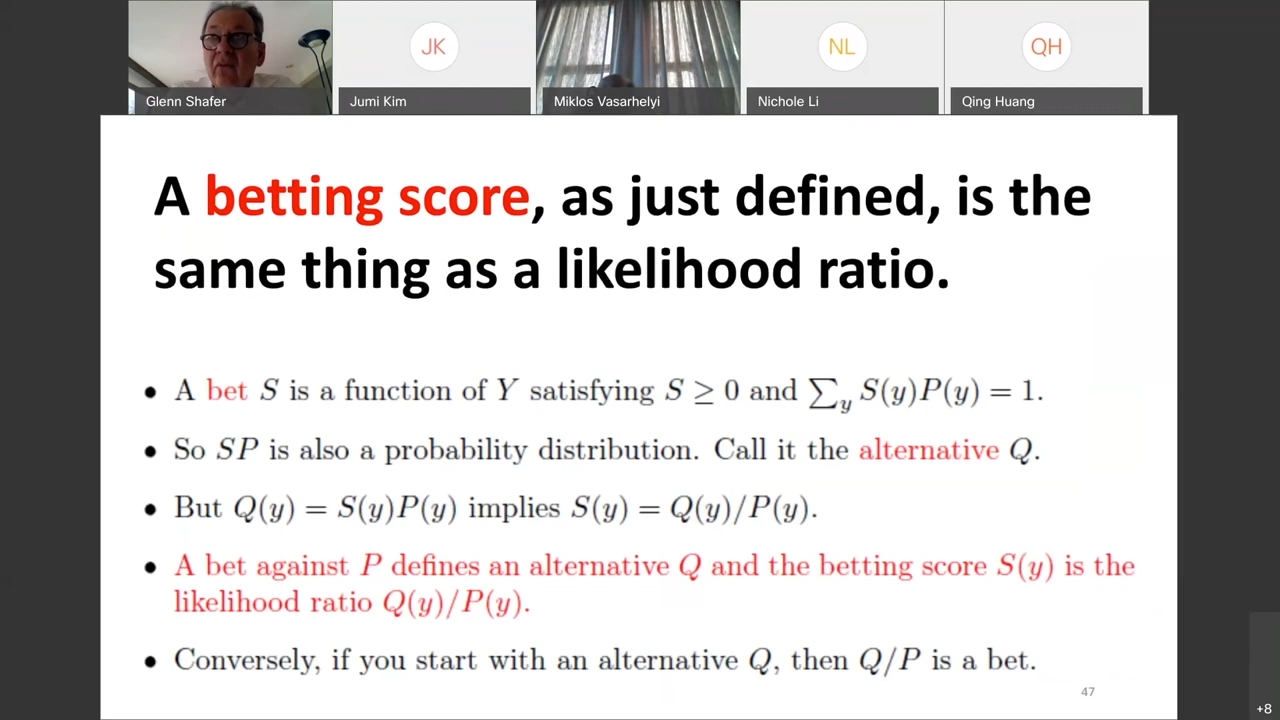 JK
NL
QH
Glenn Shafer
Jumi Kim
Miklos Vasarhelyi
Nichole Li
Qing Huang
A betting score, as just defined, is the
same thing as a likelihood ratio.
• A bet S is a function of Y satisfying S ≥ 0 and ∑_y S(y)P(y) = 1.
• So SP is also a probability distribution. Call it the alternative Q.
• But Q(y) = S(y)P(y) implies S(y) = Q(y)/P(y).
• A bet against P defines an alternative Q and the betting score S(y) is the
likelihood ratio Q(y)/P(y).
• Conversely, if you start with an alternative Q, then Q/P is a bet.
47
+8